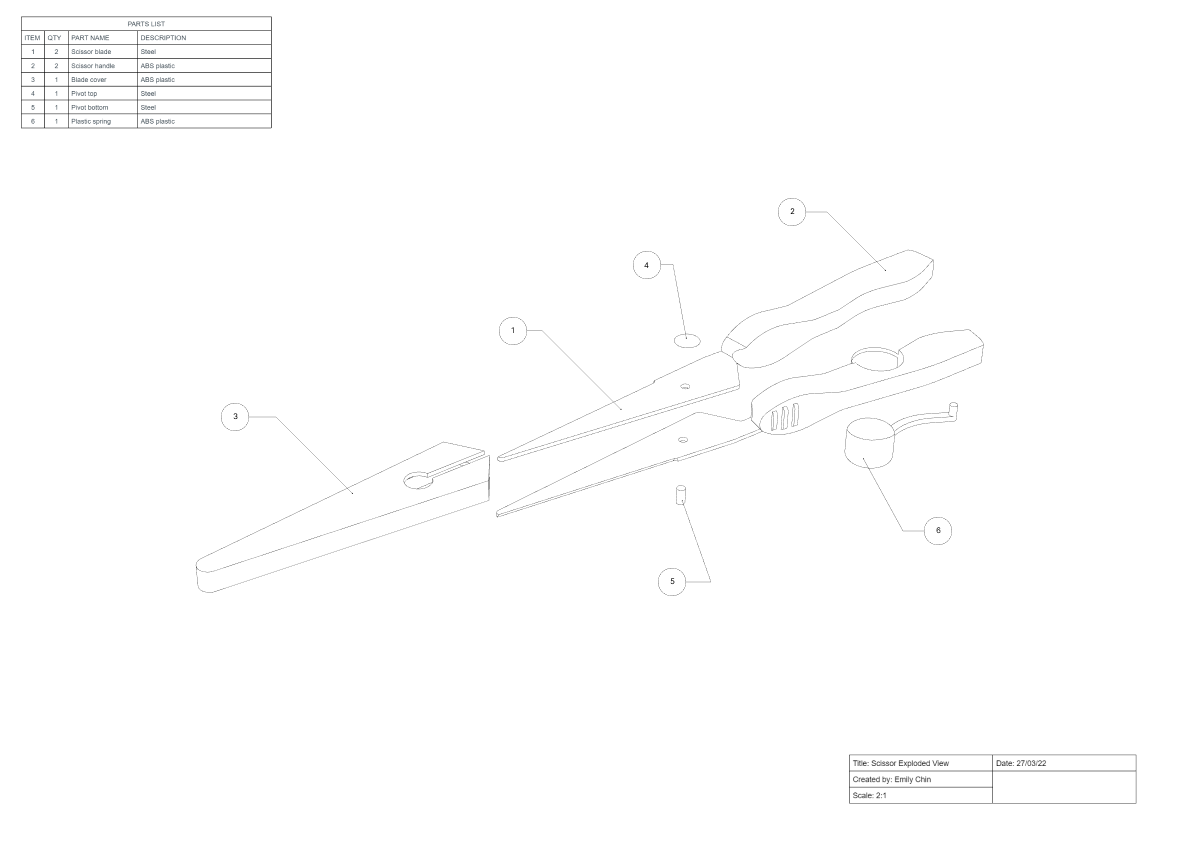 PARTS LIST
ITEM QTY PART NAME DESCRIPTION
1 2 Scissor blade Steel
2 2 Scissor handle ABS plastic
3 1 Blade cover ABS plastic
4 1 Pivot top Steel
5 1 Pivot bottom Steel
6 1 Plastic spring ABS plastic
2
4
1
3
6
5
Title: Scissor Exploded View Date: 27/03/22
Created by: Emily Chin
Scale: 2:1